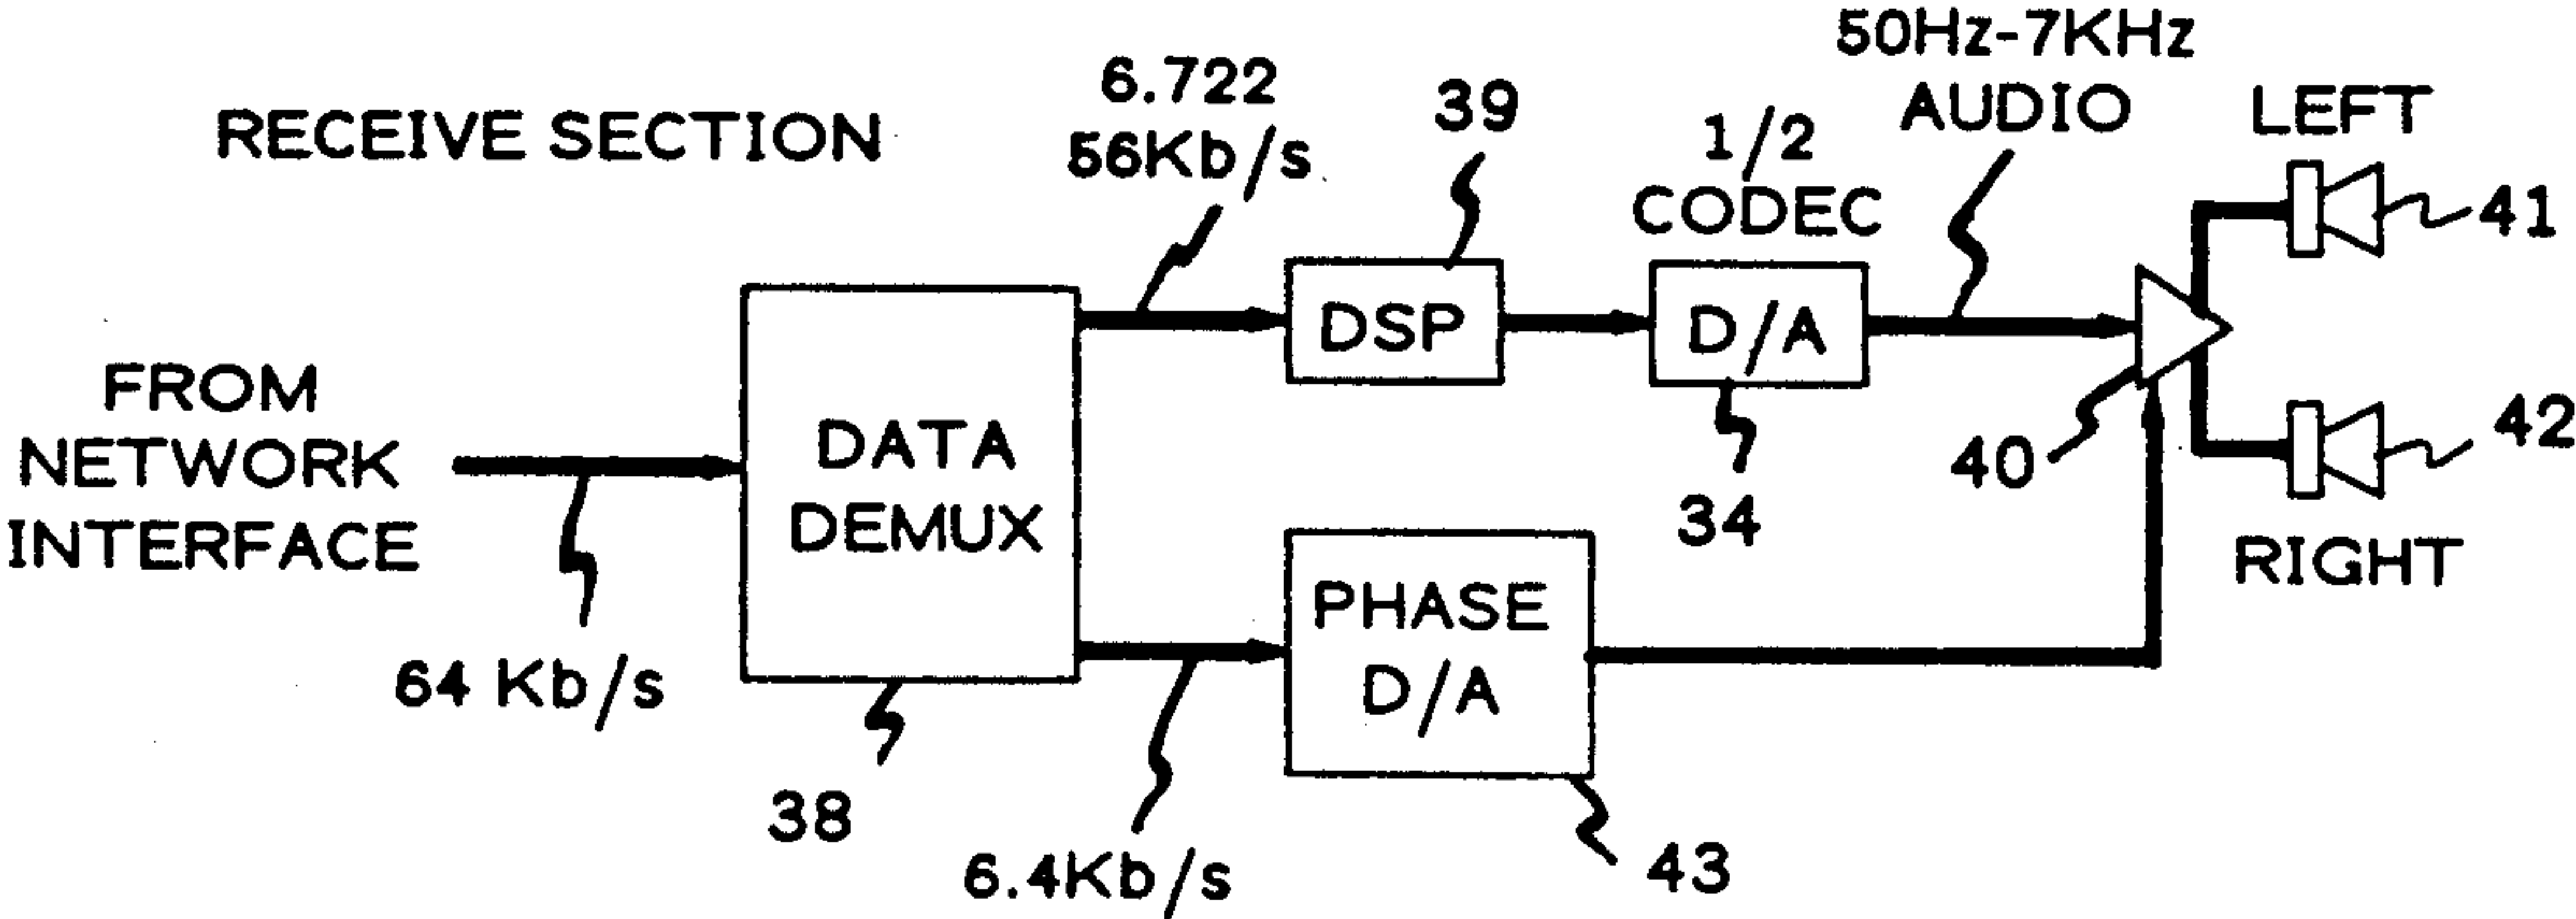 RECEIVE SECTION
FROM
NETWORK
INTERFACE
64 Kb/s
DATA
DEMUX
38
6.722
56Kb/s
39
DSP
1/2
CODEC
D/A
34
50Hz-7KHz
AUDIO
40
LEFT
41
42
RIGHT
6.4Kb/s
PHASE
D/A
43